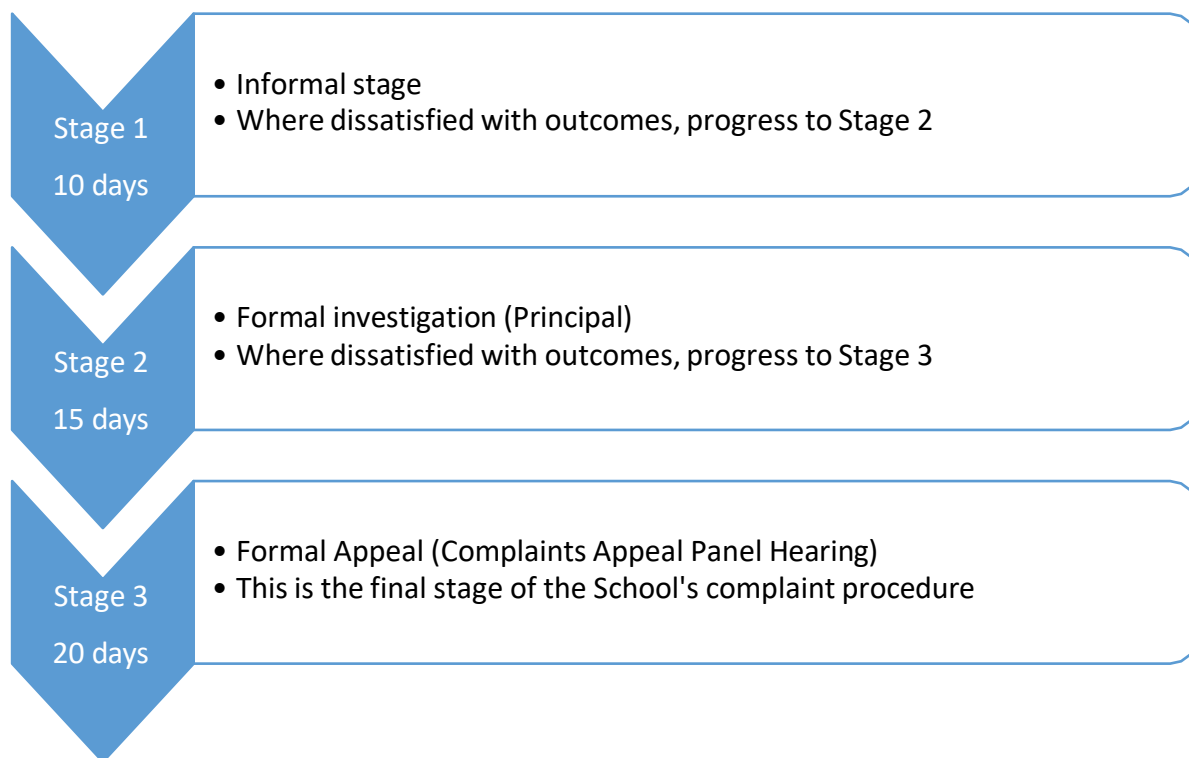 Stage 1
10 days
• Informal stage
• Where dissatisfied with outcomes, progress to Stage 2
Stage 2
15 days
• Formal investigation (Principal)
• Where dissatisfied with outcomes, progress to Stage 3
Stage 3
20 days
• Formal Appeal (Complaints Appeal Panel Hearing)
• This is the final stage of the School's complaint procedure